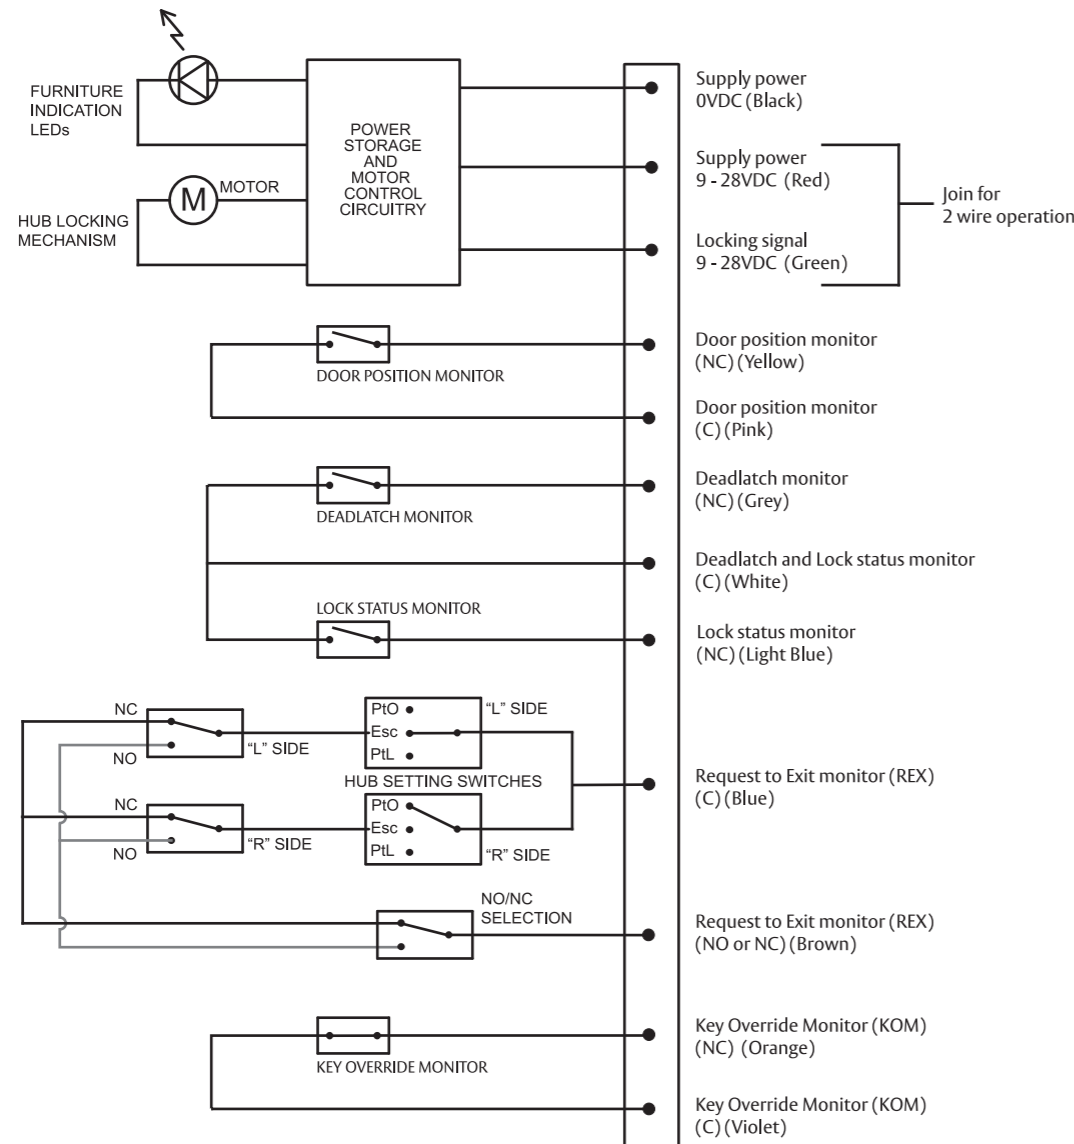 FURNITURE
INDICATION
LEDs
POWER
STORAGE
AND
MOTOR
CONTROL
CIRCUITRY
M
MOTOR
HUB LOCKING
MECHANISM
Supply power
0VDC (Black)
Supply power
9 - 28VDC (Red)
Join for
2 wire operation
Locking signal
9 - 28VDC (Green)
DOOR POSITION MONITOR
Door position monitor
(NC) (Yellow)
Door position monitor
(C) (Pink)
DEADLATCH MONITOR
Deadlatch monitor
(NC) (Grey)
Deadlatch and Lock status monitor
(C) (White)
LOCK STATUS MONITOR
Lock status monitor
(NC) (Light Blue)
NC
NO
"L" SIDE
PtO
Esc
PtL
"L" SIDE
HUB SETTING SWITCHES
NC
NO
"R" SIDE
PtO
Esc
PtL
"R" SIDE
Request to Exit monitor (REX)
(C) (Blue)
NO/NC
SELECTION
Request to Exit monitor (REX)
(NO or NC) (Brown)
KEY OVERRIDE MONITOR
Key Override Monitor (KOM)
(NC) (Orange)
Key Override Monitor (KOM)
(C) (Violet)